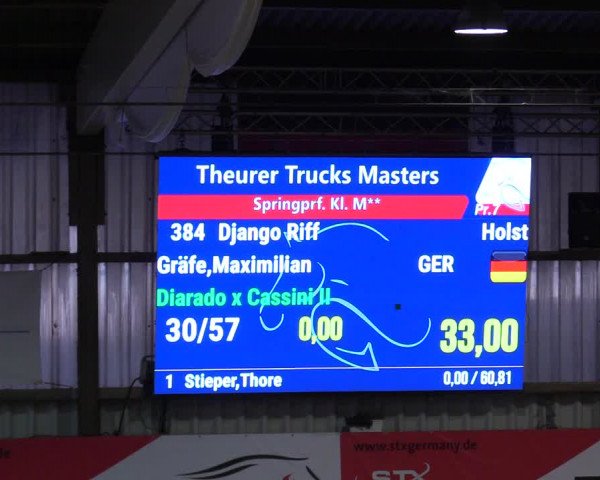 Theurer Trucks Masters
Springprf. Kl. M**
Pr.7
384 Django Riff Holst
Gräfe,Maximilian GER
Diarado x Cassini II
30/57 0,00 33,00
1 Stieper,Thore 0,00 / 60,81
de www.stxgermany.de
STX